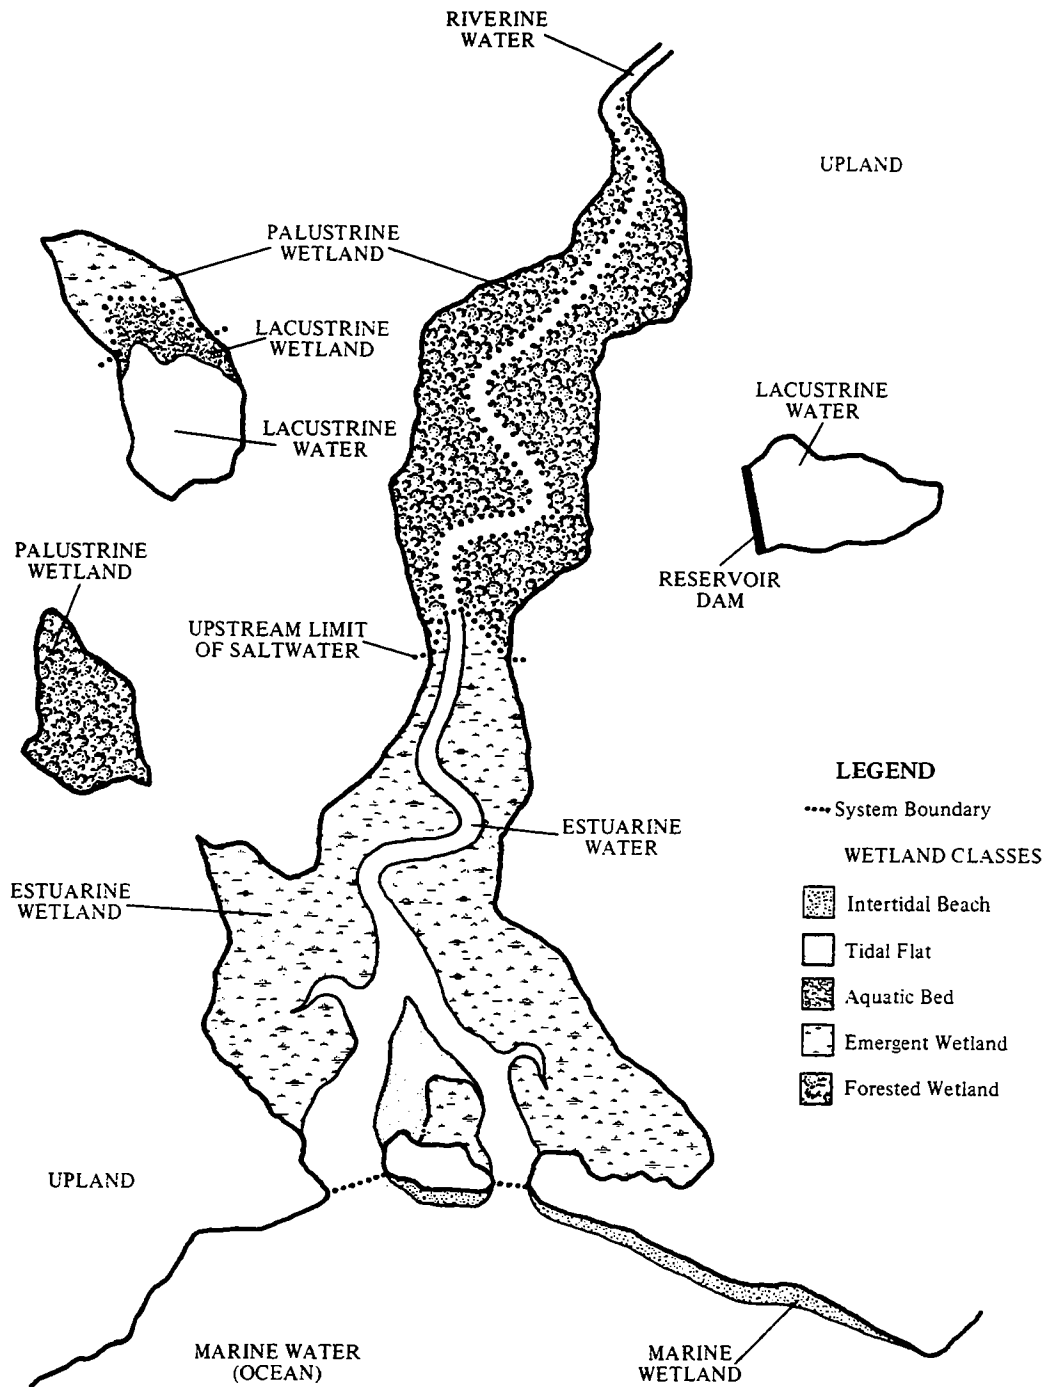 RIVERINE
WATER
UPLAND
PALUSTRINE
WETLAND
LACUSTRINE
WETLAND
LACUSTRINE
WATER
LACUSTRINE
WATER
PALUSTRINE
WETLAND
RESERVOIR
DAM
UPSTREAM LIMIT
OF SALTWATER
LEGEND
System Boundary
ESTUARINE
WATER
WETLAND CLASSES
ESTUARINE
WETLAND
Intertidal Beach
Tidal Flat
Aquatic Bed
Emergent Wetland
Forested Wetland
UPLAND
MARINE WATER
(OCEAN)
MARINE
WETLAND